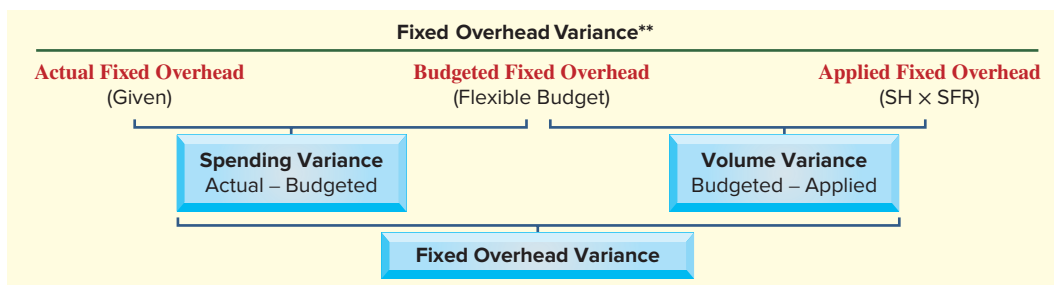 Fixed Overhead Variance**
Actual Fixed Overhead Budgeted Fixed Overhead Applied Fixed Overhead
(Given) (Flexible Budget) (SH × SFR)
Spending Variance Volume Variance
Actual – Budgeted Budgeted – Applied
Fixed Overhead Variance